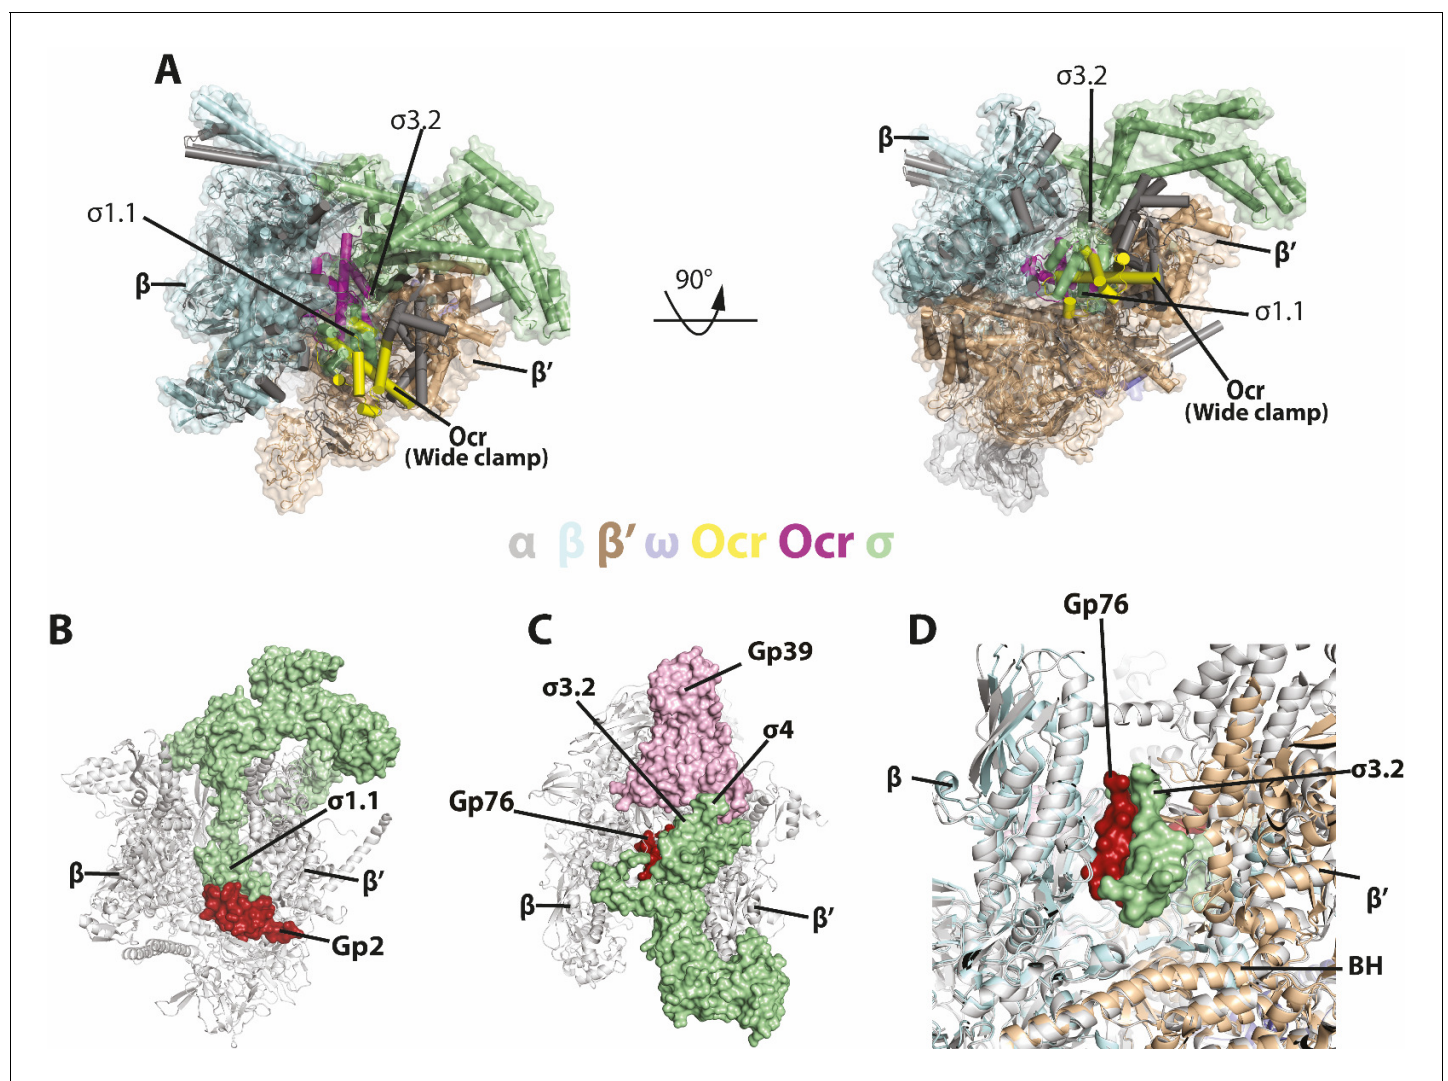 A
σ3.2
σ1.1
β
β’
Ocr
(Wide clamp)
90°
σ3.2
β
β’
σ1.1
Ocr
(Wide clamp)
α β β’ ω Ocr Ocr σ
B
σ1.1
β
β’
Gp2
C
Gp39
σ3.2
σ4
Gp76
β
β’
D
Gp76
β
σ3.2
β’
BH